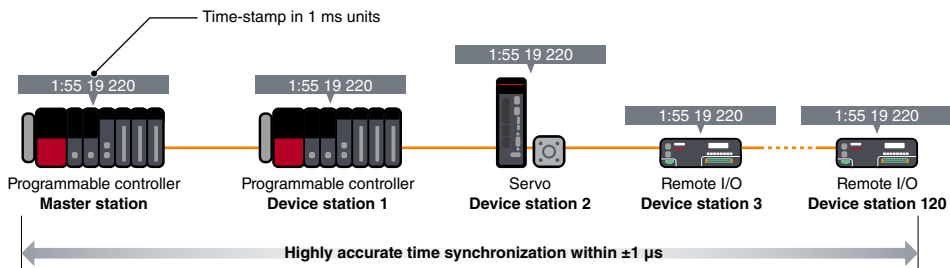 Time-stamp in 1 ms units
1:55 19 220
1:55 19 220
1:55 19 220
1:55 19 220
1:55 19 220
Programmable controller
Master station
Programmable controller
Device station 1
Servo
Device station 2
Remote I/O
Device station 3
Remote I/O
Device station 120
Highly accurate time synchronization within ±1 µs